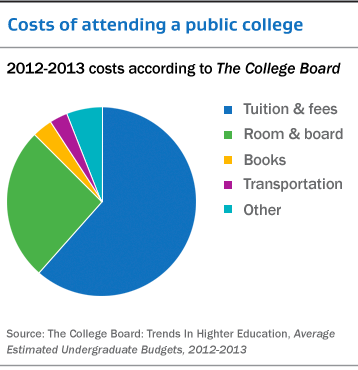 Costs of attending a public college
2012-2013 costs according to The College Board
Tuition & fees
Room & board
Books
Transportation
Other
Source: The College Board: Trends In Highter Education, Average
Estimated Undergraduate Budgets, 2012-2013